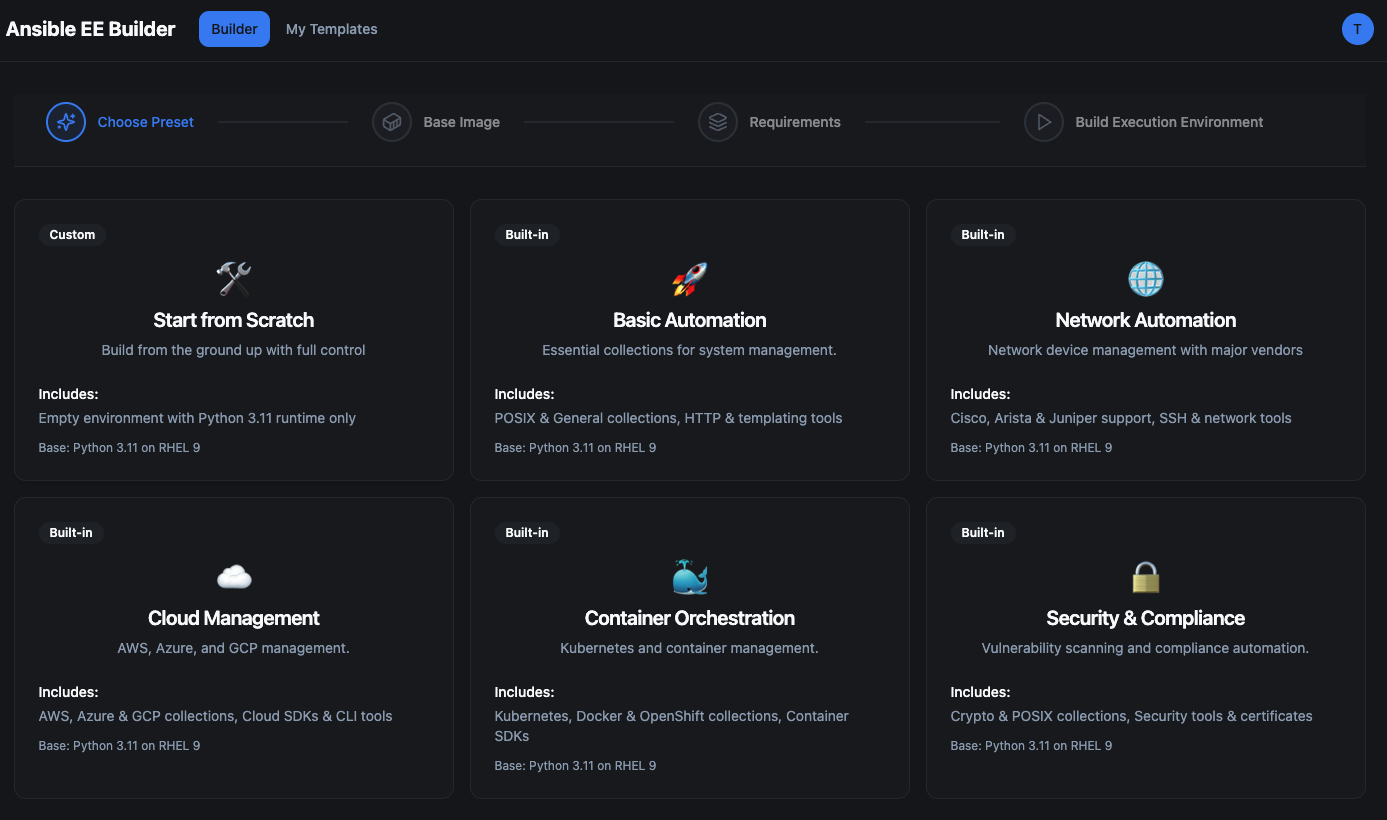 Ansible EE Builder
Builder
My Templates
T
Choose Preset
Base Image
Requirements
Build Execution Environment
Custom
Start from Scratch
Build from the ground up with full control
Includes:
Empty environment with Python 3.11 runtime only
Base: Python 3.11 on RHEL 9
Built-in
Basic Automation
Essential collections for system management.
Includes:
POSIX & General collections, HTTP & templating tools
Base: Python 3.11 on RHEL 9
Built-in
Network Automation
Network device management with major vendors
Includes:
Cisco, Arista & Juniper support, SSH & network tools
Base: Python 3.11 on RHEL 9
Built-in
Cloud Management
AWS, Azure, and GCP management.
Includes:
AWS, Azure & GCP collections, Cloud SDKs & CLI tools
Base: Python 3.11 on RHEL 9
Built-in
Container Orchestration
Kubernetes and container management.
Includes:
Kubernetes, Docker & OpenShift collections, Container
SDKs
Base: Python 3.11 on RHEL 9
Built-in
Security & Compliance
Vulnerability scanning and compliance automation.
Includes:
Crypto & POSIX collections, Security tools & certificates
Base: Python 3.11 on RHEL 9